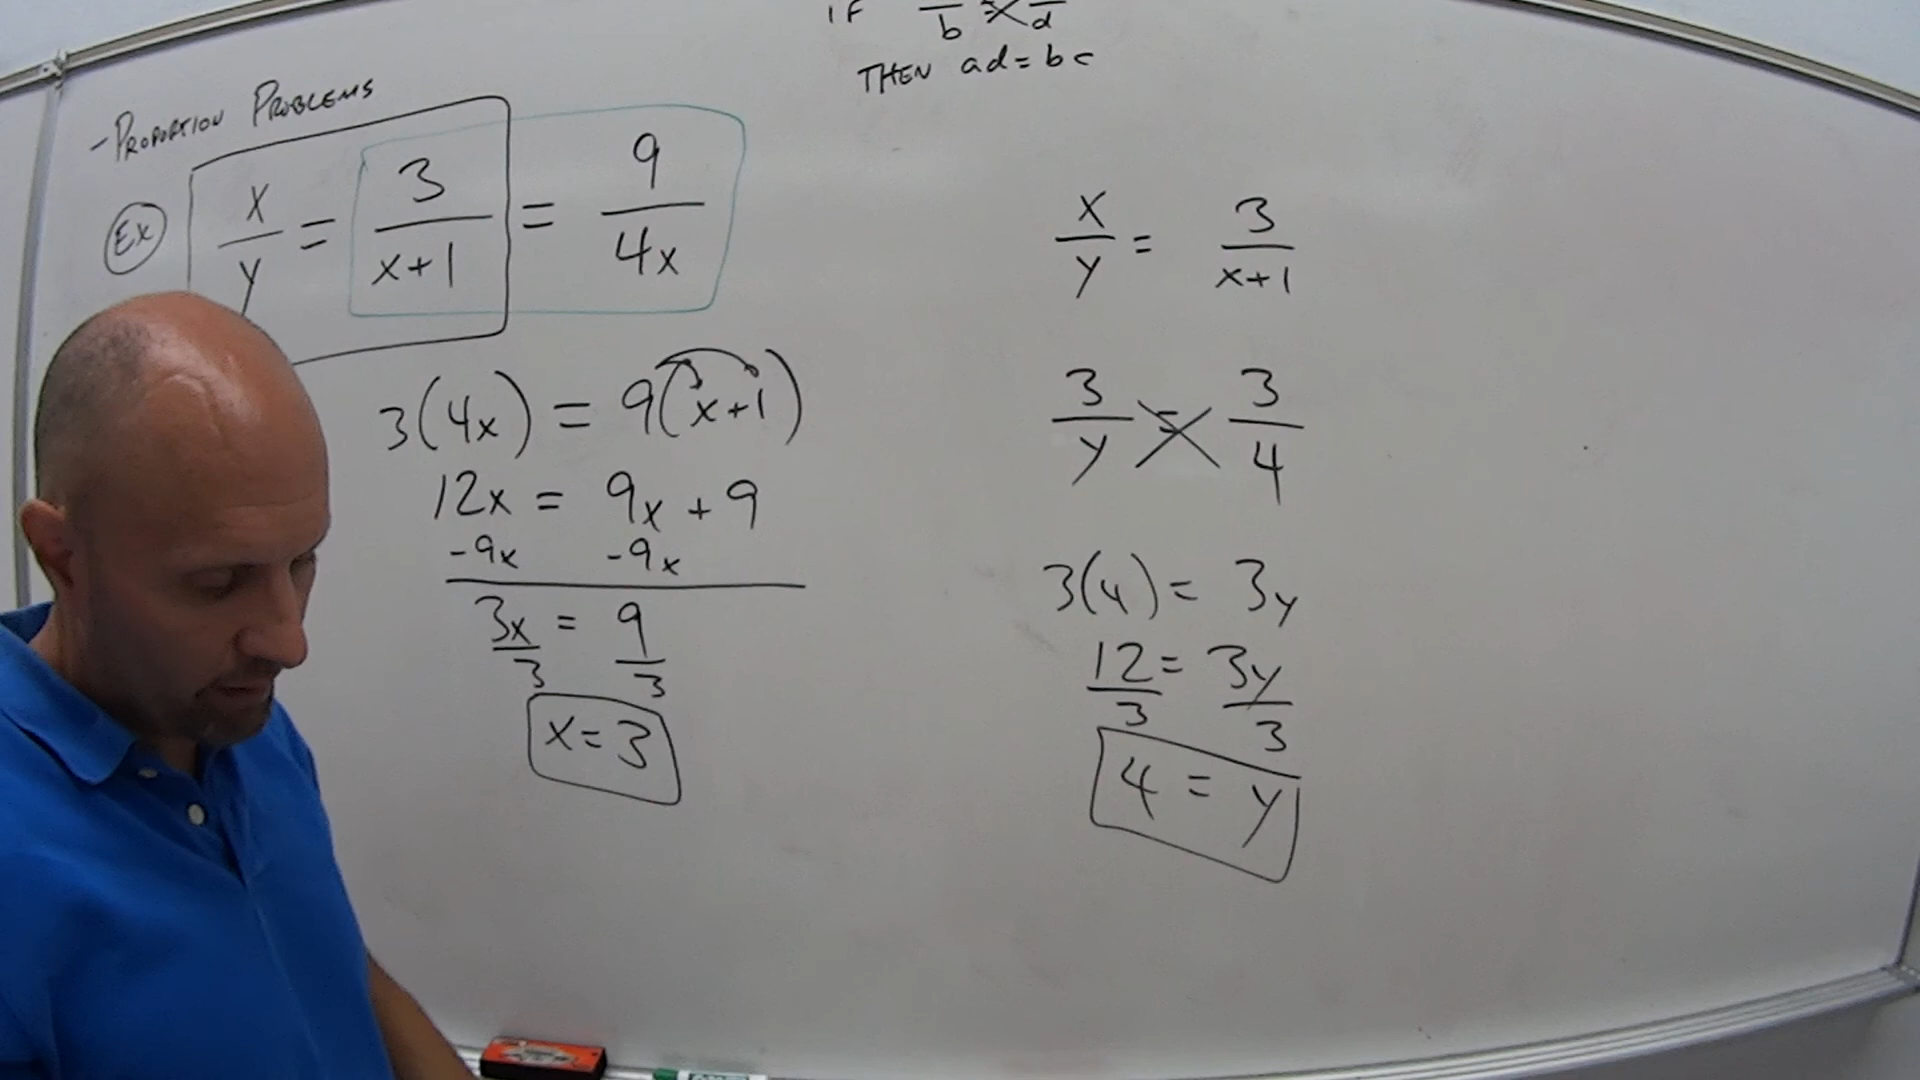 IF b = d
THEN ad = bc
- PROPORTION PROBLEMS
Ex x/y = 3/(x+1) = 9/(4x)
3(4x) = 9(x+1)
12x = 9x + 9
-9x -9x
3x/3 = 9/3
x = 3
x/y = 3/(x+1)
3/y = 3/4
3(4) = 3y
12/3 = 3y/3
4 = y